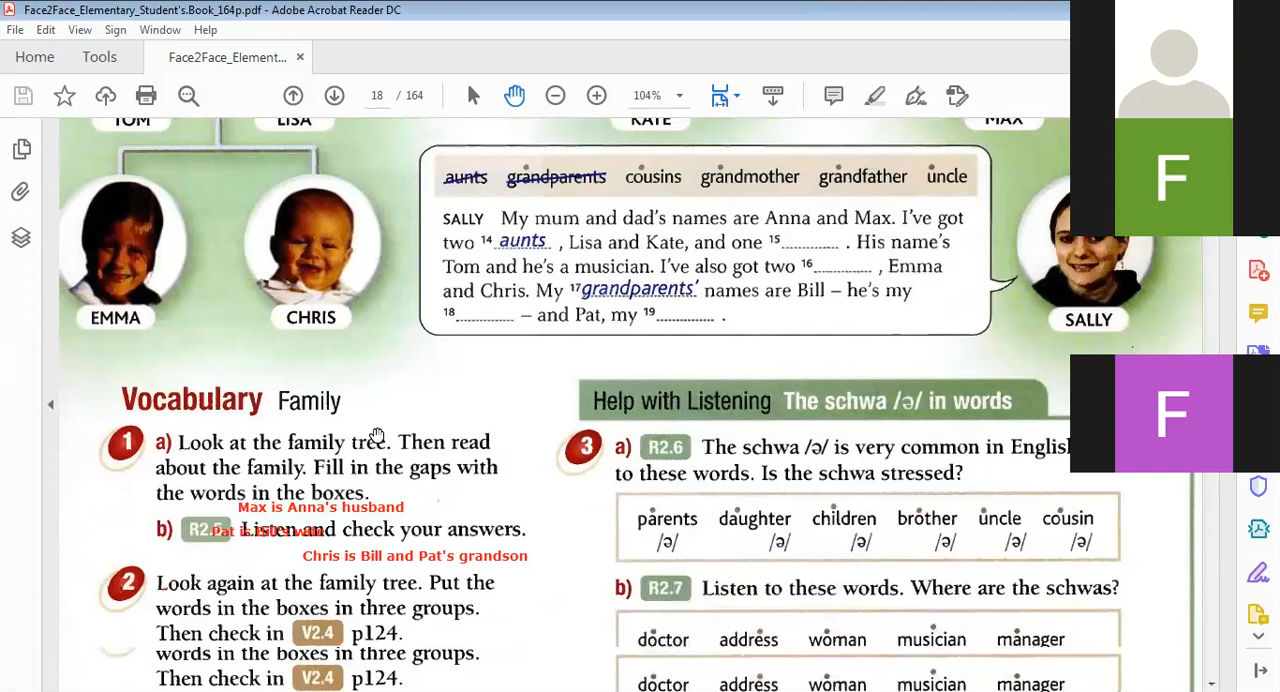 Face2Face_Elementary_Student's.Book_164p.pdf - Adobe Acrobat Reader DC
File Edit View Sign Window Help
Home Tools Face2Face_Element... ×
18 / 164 104%
TOM LISA KATE MAX
aunts grandparents cousins grandmother grandfather uncle
SALLY My mum and dad's names are Anna and Max. I've got
two 14 aunts , Lisa and Kate, and one 15 ............ . His name's
Tom and he's a musician. I've also got two 16 ............ , Emma
and Chris. My 17 grandparents' names are Bill – he's my
18 ............ – and Pat, my 19 ............ .
EMMA CHRIS SALLY
F
F
Vocabulary Family
1 a) Look at the family tree. Then read
about the family. Fill in the gaps with
the words in the boxes.
Max is Anna's husband
b) R2.5 Listen and check your answers.
Pat is Bill's wife
Chris is Bill and Pat's grandson
2 Look again at the family tree. Put the
words in the boxes in three groups.
Then check in V2.4 p124.
words in the boxes in three groups.
Then check in V2.4 p124.
Help with Listening The schwa /ə/ in words
3 a) R2.6 The schwa /ə/ is very common in English
to these words. Is the schwa stressed?
parents daughter children brother uncle cousin
/ə/ /ə/ /ə/ /ə/ /ə/ /ə/
b) R2.7 Listen to these words. Where are the schwas?
doctor address woman musician manager
doctor address woman musician manager